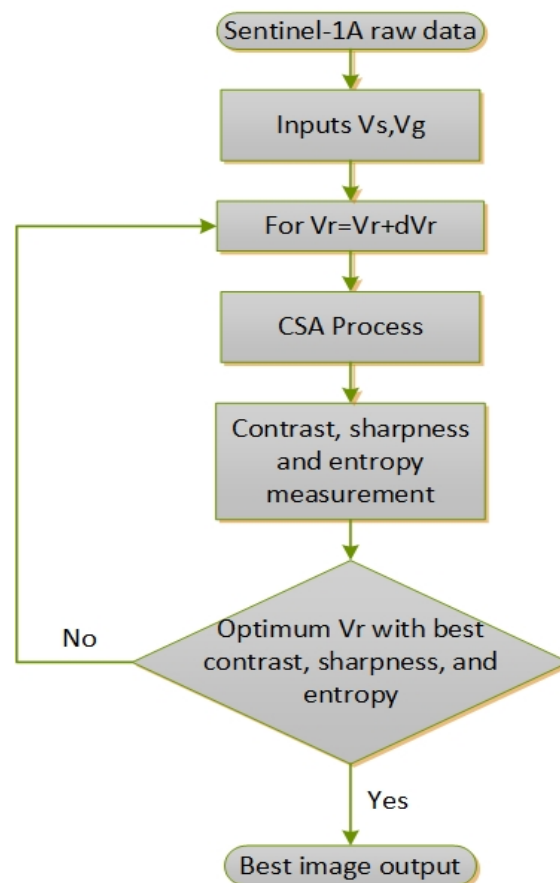 Sentinel-1A raw data
Inputs Vs,Vg
For Vr=Vr+dVr
CSA Process
Contrast, sharpness
and entropy
measurement
Optimum Vr with best
contrast, sharpness, and
entropy
No
Yes
Best image output